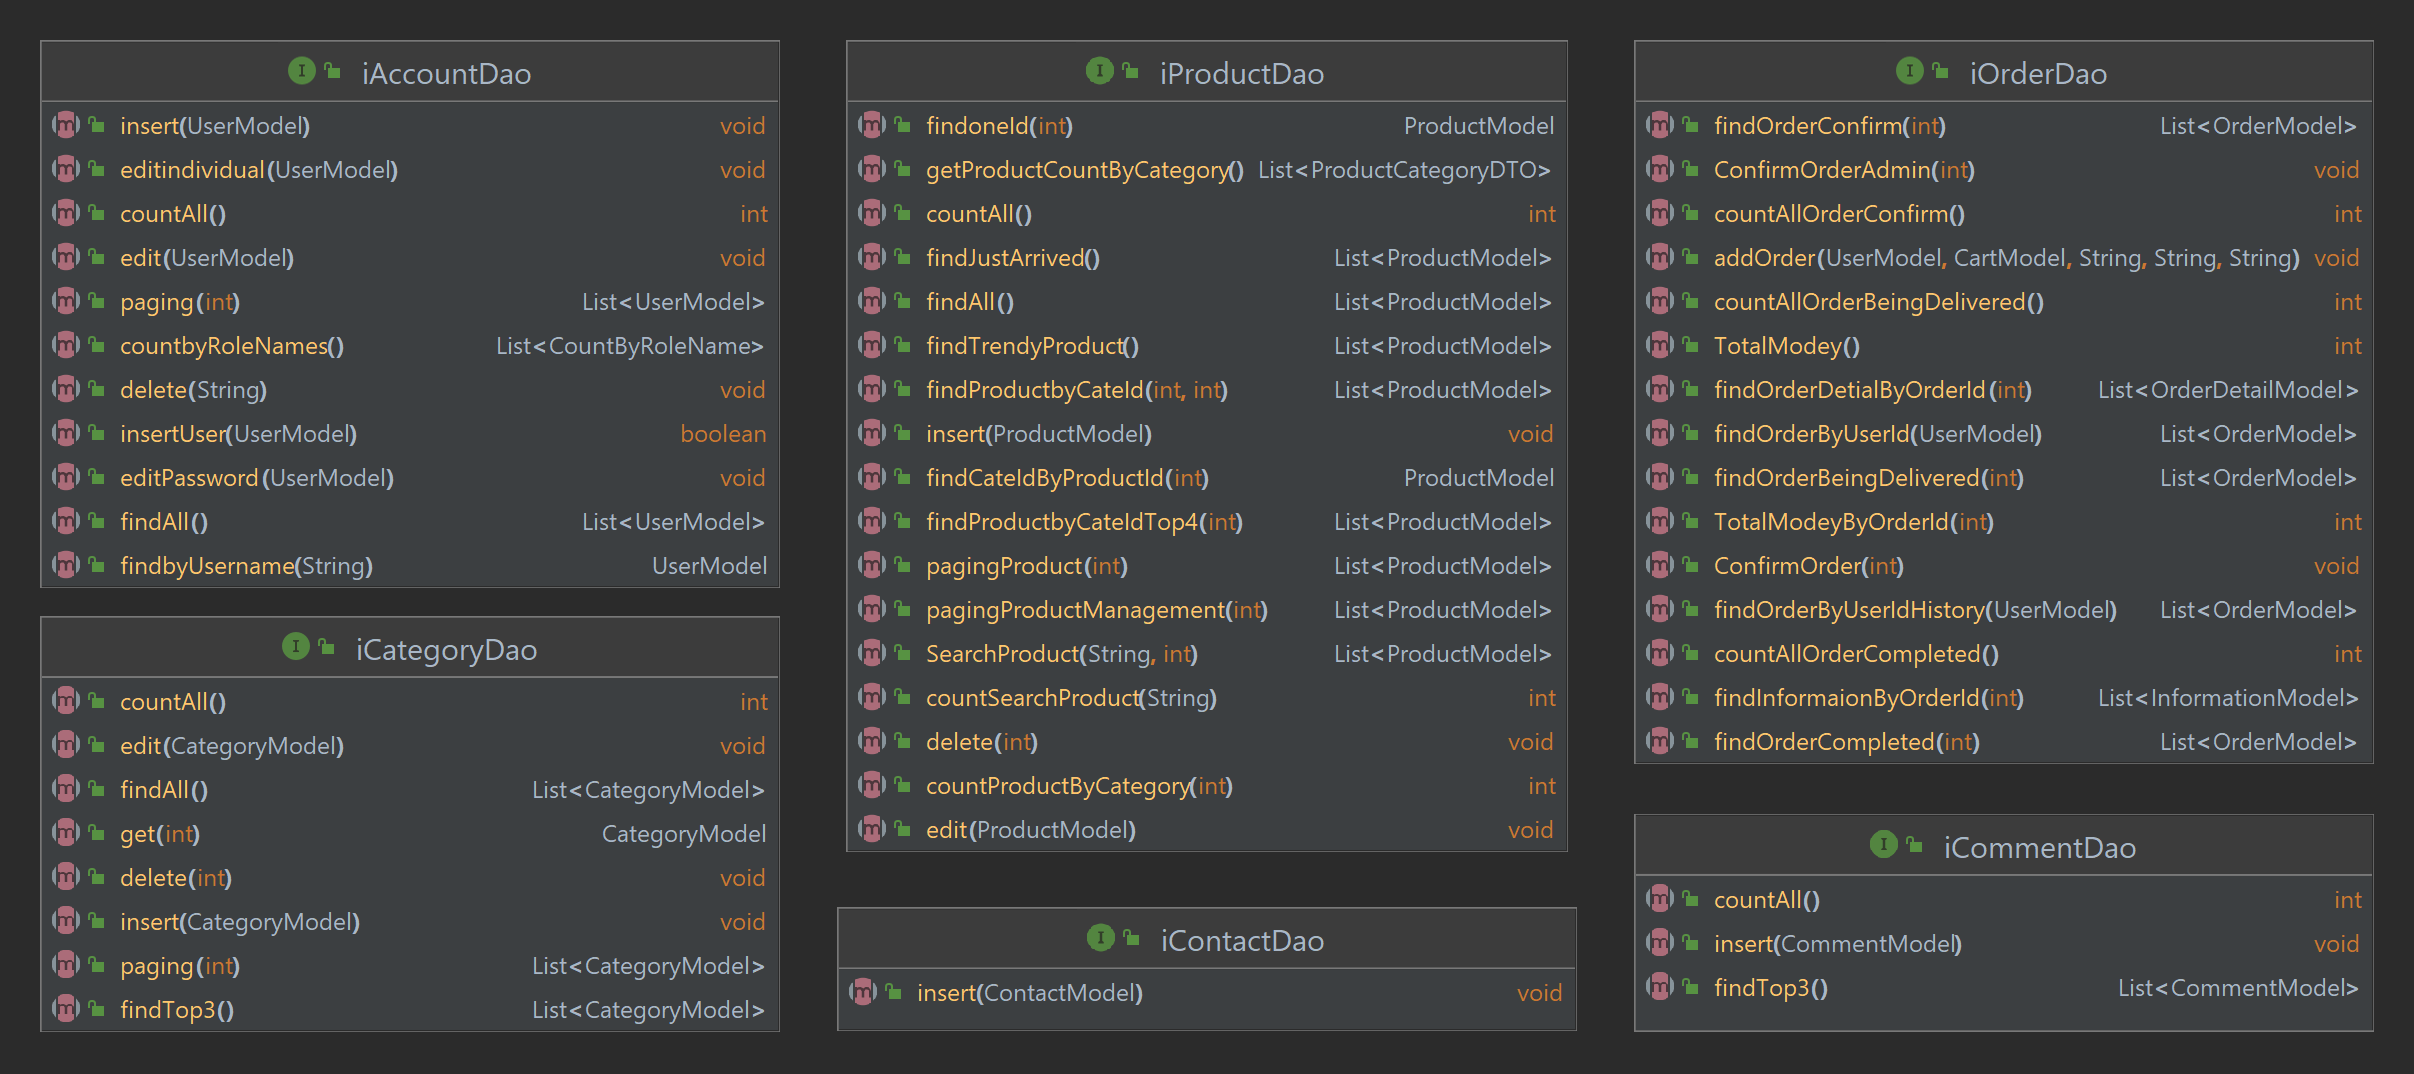 iAccountDao
insert(UserModel) void
editindividual(UserModel) void
countAll() int
edit(UserModel) void
paging(int) List<UserModel>
countbyRoleNames() List<CountByRoleName>
delete(String) void
insertUser(UserModel) boolean
editPassword(UserModel) void
findAll() List<UserModel>
findbyUsername(String) UserModel
iCategoryDao
countAll() int
edit(CategoryModel) void
findAll() List<CategoryModel>
get(int) CategoryModel
delete(int) void
insert(CategoryModel) void
paging(int) List<CategoryModel>
findTop3() List<CategoryModel>
iProductDao
findoneId(int) ProductModel
getProductCountByCategory() List<ProductCategoryDTO>
countAll() int
findJustArrived() List<ProductModel>
findAll() List<ProductModel>
findTrendyProduct() List<ProductModel>
findProductbyCateId(int, int) List<ProductModel>
insert(ProductModel) void
findCateIdByProductId(int) ProductModel
findProductbyCateIdTop4(int) List<ProductModel>
pagingProduct(int) List<ProductModel>
pagingProductManagement(int) List<ProductModel>
SearchProduct(String, int) List<ProductModel>
countSearchProduct(String) int
delete(int) void
countProductByCategory(int) int
edit(ProductModel) void
iContactDao
insert(ContactModel) void
iOrderDao
findOrderConfirm(int) List<OrderModel>
ConfirmOrderAdmin(int) void
countAllOrderConfirm() int
addOrder(UserModel, CartModel, String, String, String) void
countAllOrderBeingDelivered() int
TotalModey() int
findOrderDetialByOrderId(int) List<OrderDetailModel>
findOrderByUserId(UserModel) List<OrderModel>
findOrderBeingDelivered(int) List<OrderModel>
TotalModeyByOrderId(int) int
ConfirmOrder(int) void
findOrderByUserIdHistory(UserModel) List<OrderModel>
countAllOrderCompleted() int
findInformaionByOrderId(int) List<InformationModel>
findOrderCompleted(int) List<OrderModel>
iCommentDao
countAll() int
insert(CommentModel) void
findTop3() List<CommentModel>